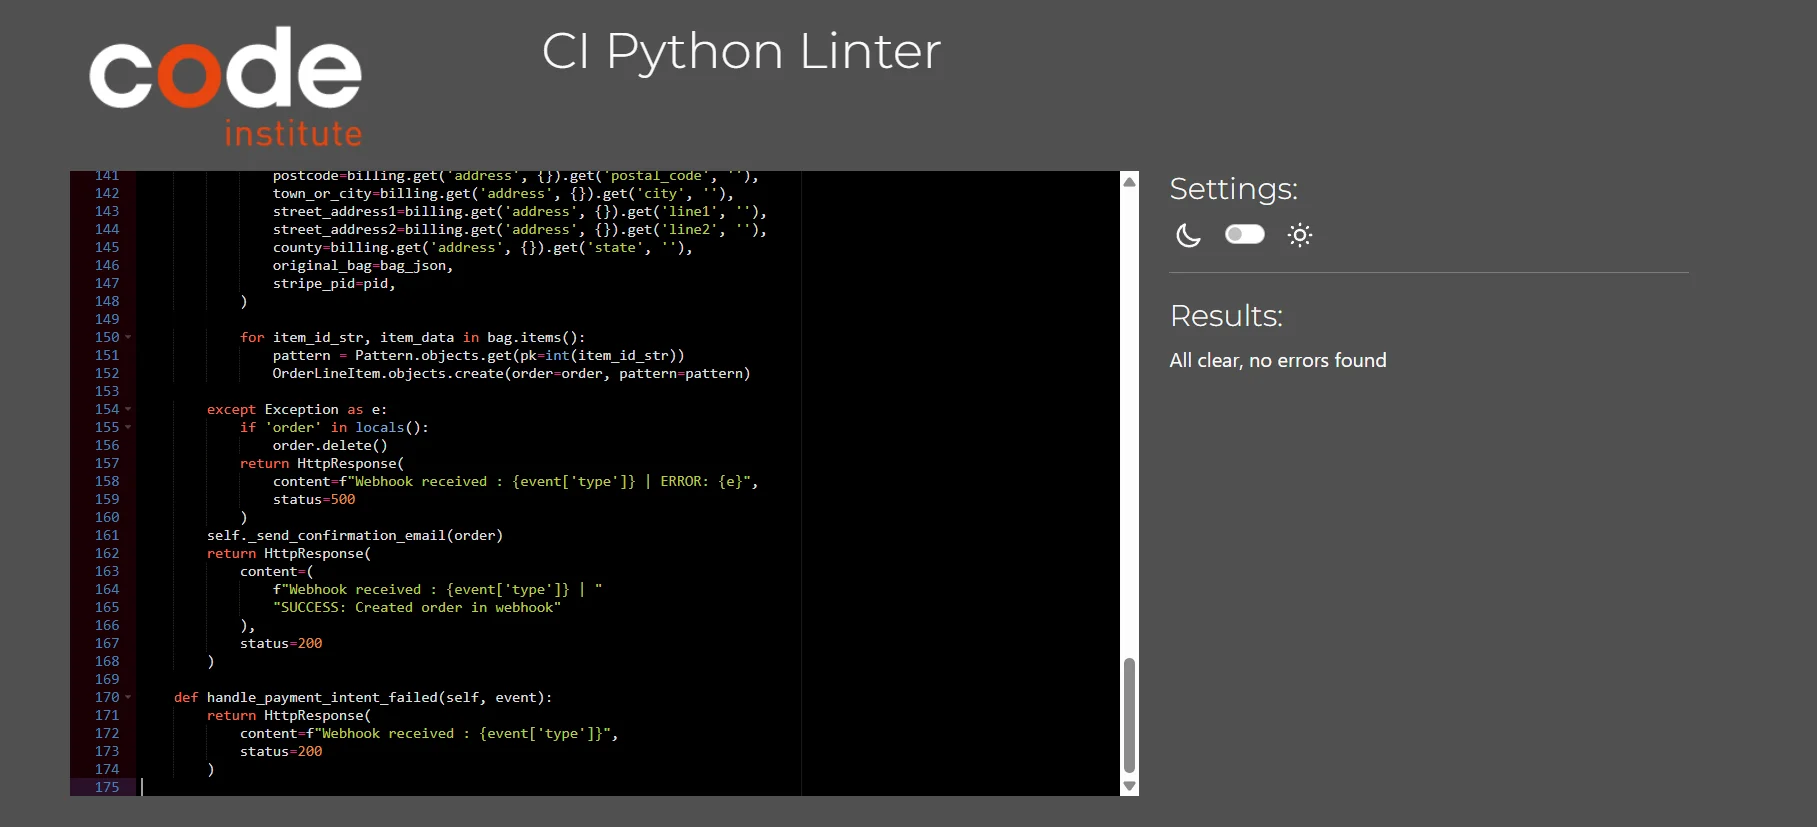 code
institute
CI Python Linter
141 postcode=billing.get('address', {}).get('postal_code', ''),
142 town_or_city=billing.get('address', {}).get('city', ''),
143 street_address1=billing.get('address', {}).get('line1', ''),
144 street_address2=billing.get('address', {}).get('line2', ''),
145 county=billing.get('address', {}).get('state', ''),
146 original_bag=bag_json,
147 stripe_pid=pid,
148 )
149
150 for item_id_str, item_data in bag.items():
151 pattern = Pattern.objects.get(pk=int(item_id_str))
152 OrderLineItem.objects.create(order=order, pattern=pattern)
153
154 except Exception as e:
155 if 'order' in locals():
156 order.delete()
157 return HttpResponse(
158 content=f"Webhook received : {event['type']} | ERROR: {e}",
159 status=500
160 )
161 self._send_confirmation_email(order)
162 return HttpResponse(
163 content=(
164 f"Webhook received : {event['type']} | "
165 "SUCCESS: Created order in webhook"
166 ),
167 status=200
168 )
169
170 def handle_payment_intent_failed(self, event):
171 return HttpResponse(
172 content=f"Webhook received : {event['type']}",
173 status=200
174 )
175
Settings:
Results:
All clear, no errors found